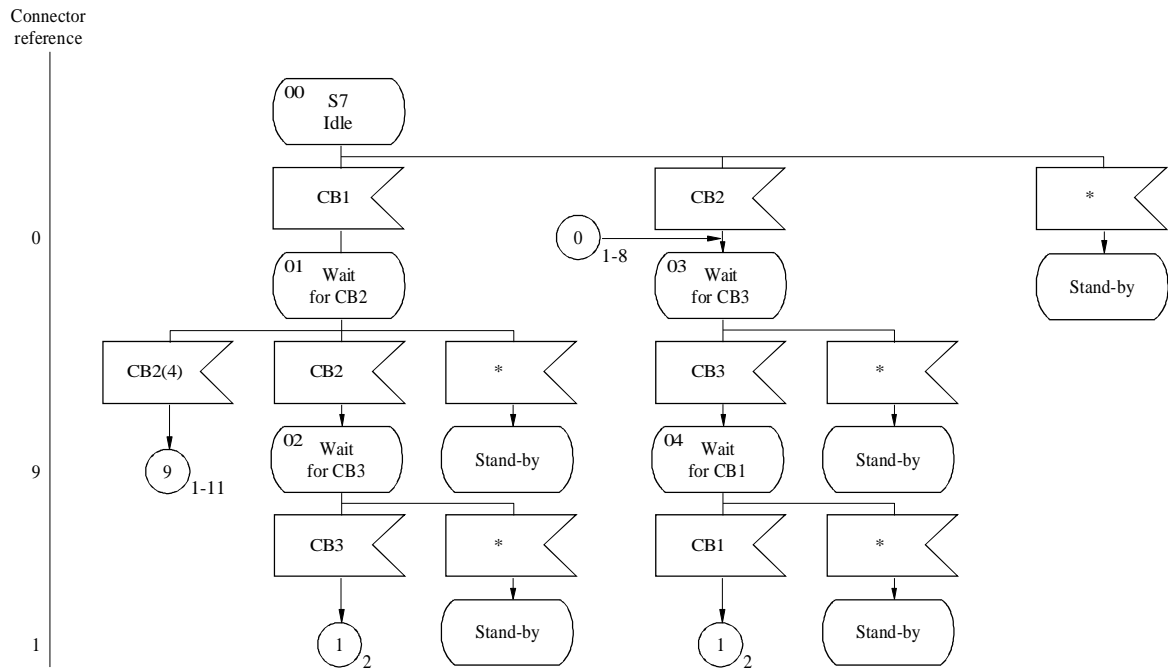 Connector
reference
00
S7
Idle
CB1
CB2
*
0
0
1-8
01
Wait
for CB2
03
Wait
for CB3
Stand-by
CB2(4)
CB2
*
CB3
*
9
9
1-11
02
Wait
for CB3
Stand-by
04
Wait
for CB1
Stand-by
CB3
*
CB1
*
1
1
2
Stand-by
1
2
Stand-by